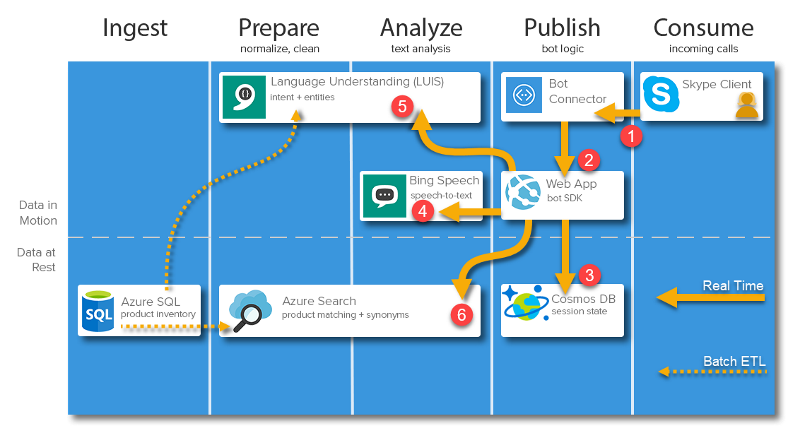 Ingest
Prepare
normalize, clean
Analyze
text analysis
Publish
bot logic
Consume
incoming calls
Language Understanding (LUIS)
intent + entities
5
Bot
Connector
Skype Client
S
1
2
Bing Speech
speech-to-text
4
Web App
bot SDK
Data in
Motion
Data at
Rest
3
SQL
Azure SQL
product inventory
Azure Search
product matching + synonyms
6
Cosmos DB
session state
Real Time
Batch ETL